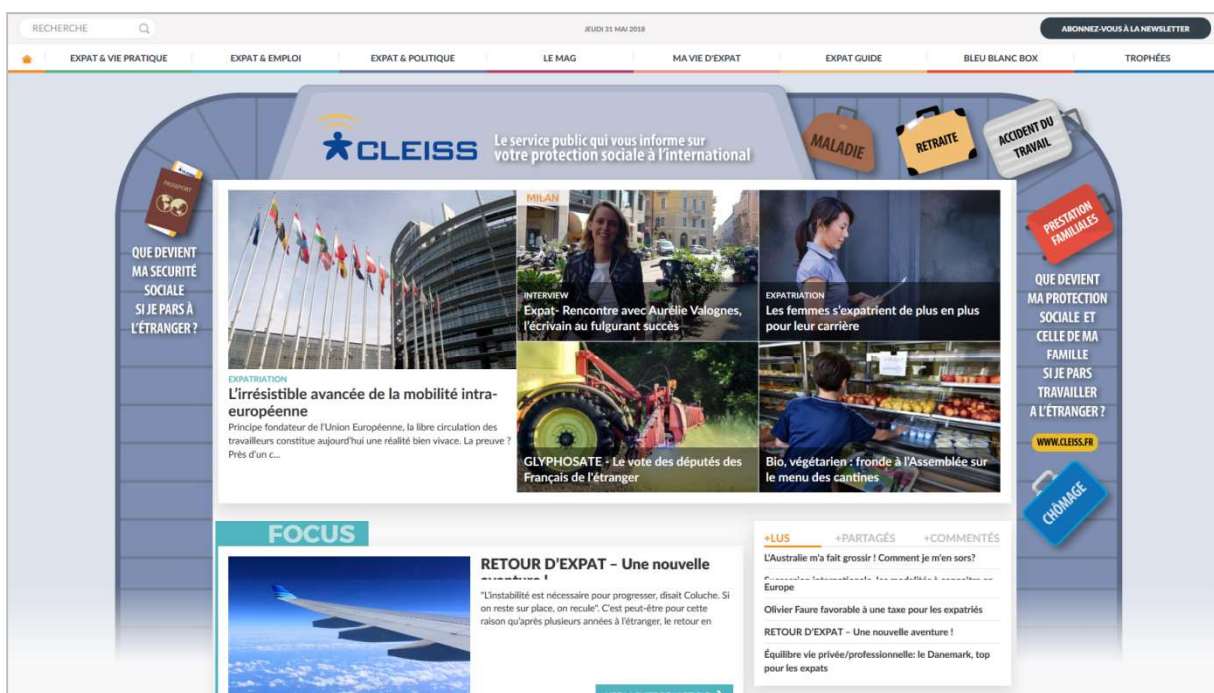 RECHERCHE
JEUDI 31 MAI 2018
ABONNEZ-VOUS À LA NEWSLETTER
EXPAT & VIE PRATIQUE
EXPAT & EMPLOI
EXPAT & POLITIQUE
LE MAG
MA VIE D'EXPAT
EXPAT GUIDE
BLEU BLANC BOX
TROPHÉES
CLEISS
Le service public qui vous informe sur
votre protection sociale à l'international
MALADIE
RETRAITE
ACCIDENT DU
TRAVAIL
PASSEPORT
QUE DEVIENT
MA SECURITÉ
SOCIALE
SI JE PARS À
L'ÉTRANGER ?
PRESTATION
FAMILIALES
QUE DEVIENT
MA PROTECTION
SOCIALE ET
CELLE DE MA
FAMILLE
SI JE PARS
TRAVAILLER
A L'ÉTRANGER ?
WWW.CLEISS.FR
CHÔMAGE
EXPATRIATION
L'irrésistible avancée de la mobilité intra-
européenne
Principe fondateur de l'Union Européenne, la libre circulation des
travailleurs constitue aujourd'hui une réalité bien vivace. La preuve ?
Près d'un c...
MILAN
INTERVIEW
Expat- Rencontre avec Aurélie Valognes,
l'écrivain au fulgurant succès
EXPATRIATION
Les femmes s'expatrient de plus en plus
pour leur carrière
GLYPHOSATE - Le vote des députés des
Français de l'étranger
Bio, végétarien : fronde à l'Assemblée sur
le menu des cantines
FOCUS
RETOUR D'EXPAT – Une nouvelle
"L'instabilité est nécessaire pour progresser, disait Coluche. Si
on reste sur place, on recule". C'est peut-être pour cette
raison qu'après plusieurs années à l'étranger, le retour en
+LUS
+PARTAGÉS
+COMMENTÉS
L'Australie m'a fait grossir ! Comment je m'en sors?
Europe
Olivier Faure favorable à une taxe pour les expatriés
RETOUR D'EXPAT – Une nouvelle aventure !
Équilibre vie privée/professionnelle: le Danemark, top
pour les expats